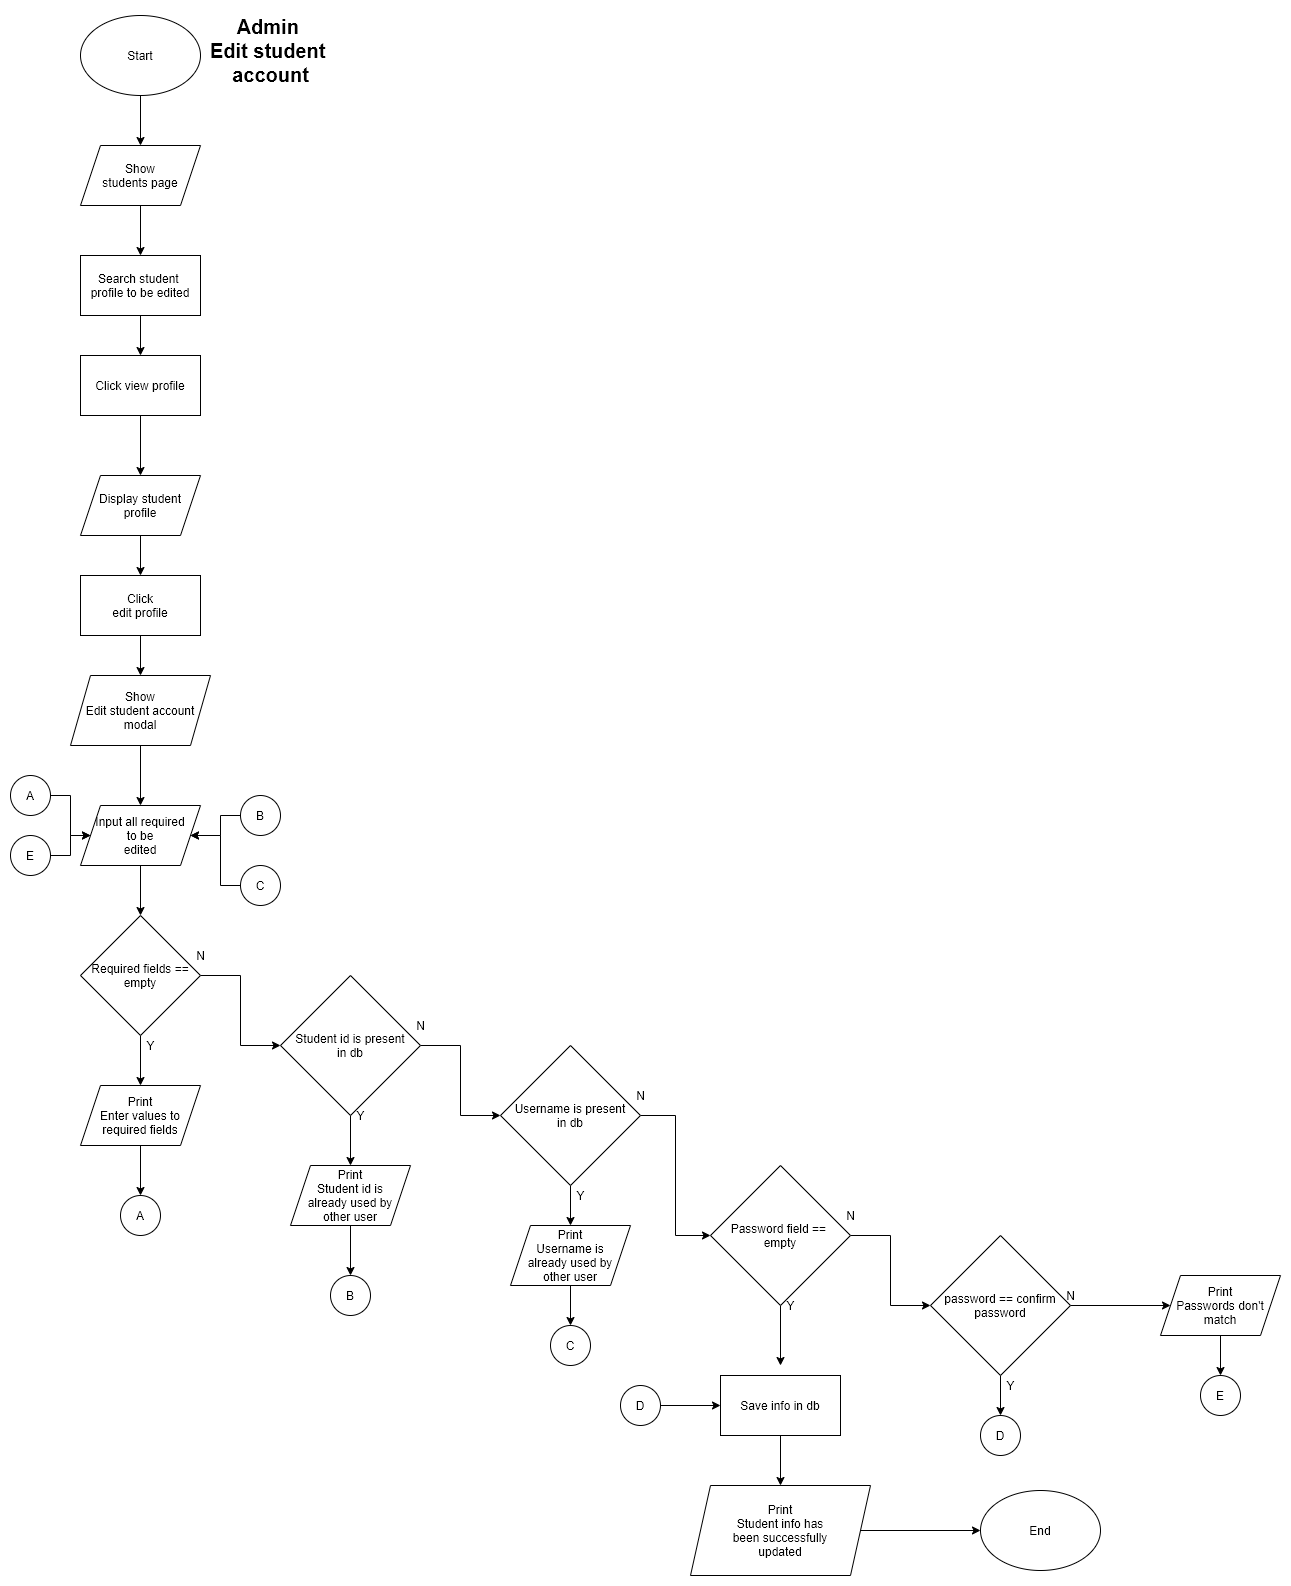 Admin
Edit student
account
Start
Show
students page
Search student
profile to be edited
Click view profile
Display student
profile
Click
edit profile
Show
Edit student account
modal
A
E
Input all required
to be
edited
B
C
Required fields ==
empty
N
Y
Print
Enter values to
required fields
A
Student id is present
in db
N
Y
Print
Student id is
already used by
other user
B
Username is present
in db
N
Y
Print
Username is
already used by
other user
C
Password field ==
empty
N
Y
password == confirm
password
N
Y
Print
Passwords don't
match
E
D
D
Save info in db
Print
Student info has
been successfully
updated
End